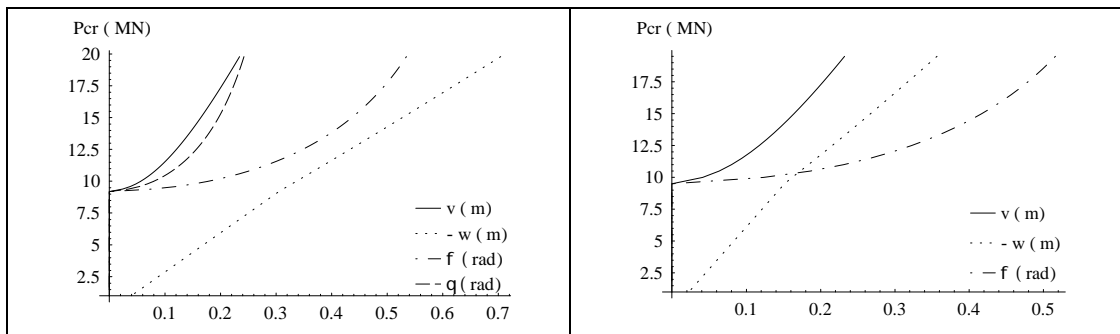 Pcr ( MN)
20
17.5
15
12.5
10
7.5
5
2.5
0.1 0.2 0.3 0.4 0.5 0.6 0.7
v ( m)
- w ( m)
f ( rad)
q ( rad)
Pcr ( MN)
17.5
15
12.5
10
7.5
5
2.5
0.1 0.2 0.3 0.4 0.5
v ( m)
- w ( m)
f ( rad)